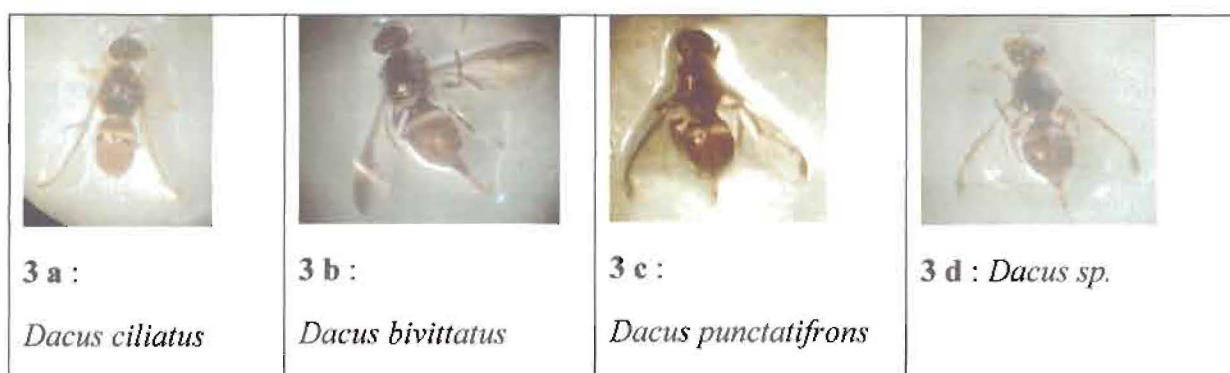 3 a :
Dacus ciliatus
3 b :
Dacus bivittatus
3 c :
Dacus punctatifrons
3 d : Dacus sp.